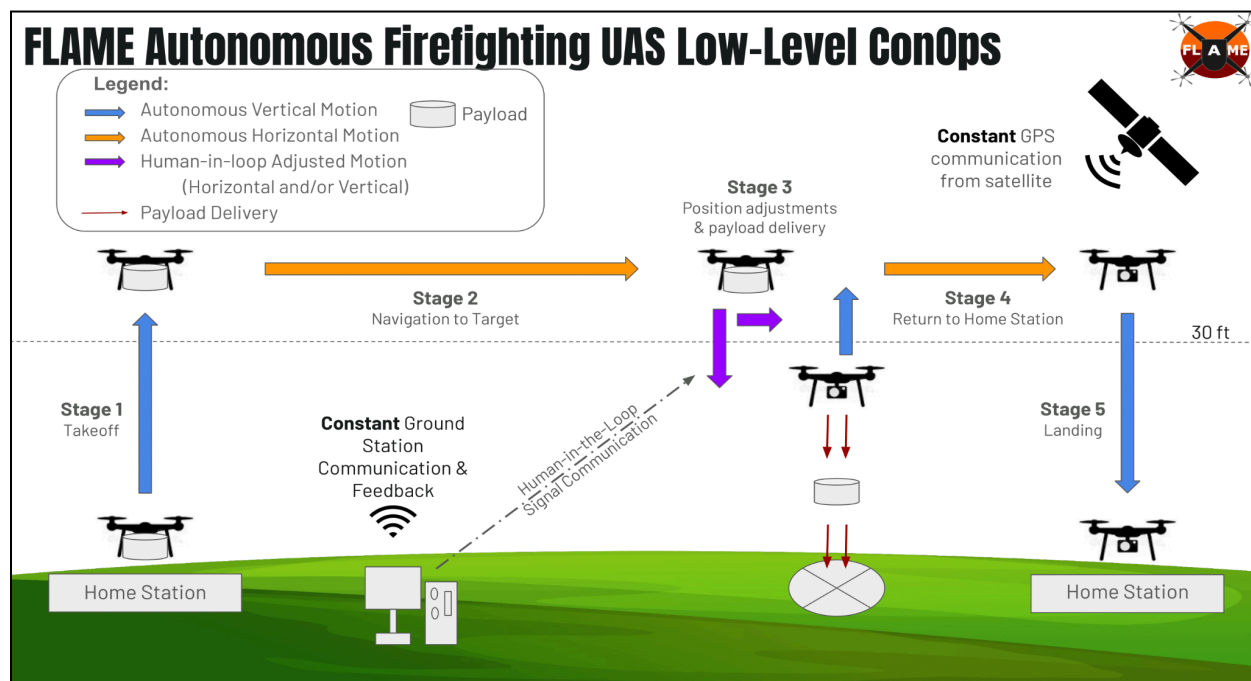 FLAME Autonomous Firefighting UAS Low-Level ConOps
FL A ME
Legend:
Autonomous Vertical Motion
Payload
Autonomous Horizontal Motion
Human-in-loop Adjusted Motion
(Horizontal and/or Vertical)
Payload Delivery
Constant GPS
communication
from satellite
Stage 3
Position adjustments
& payload delivery
Stage 2
Navigation to Target
Stage 4
Return to Home Station
30 ft
Stage 1
Takeoff
Constant Ground
Station
Communication &
Feedback
Human-in-the-Loop
Signal Communication
Stage 5
Landing
Home Station
Home Station